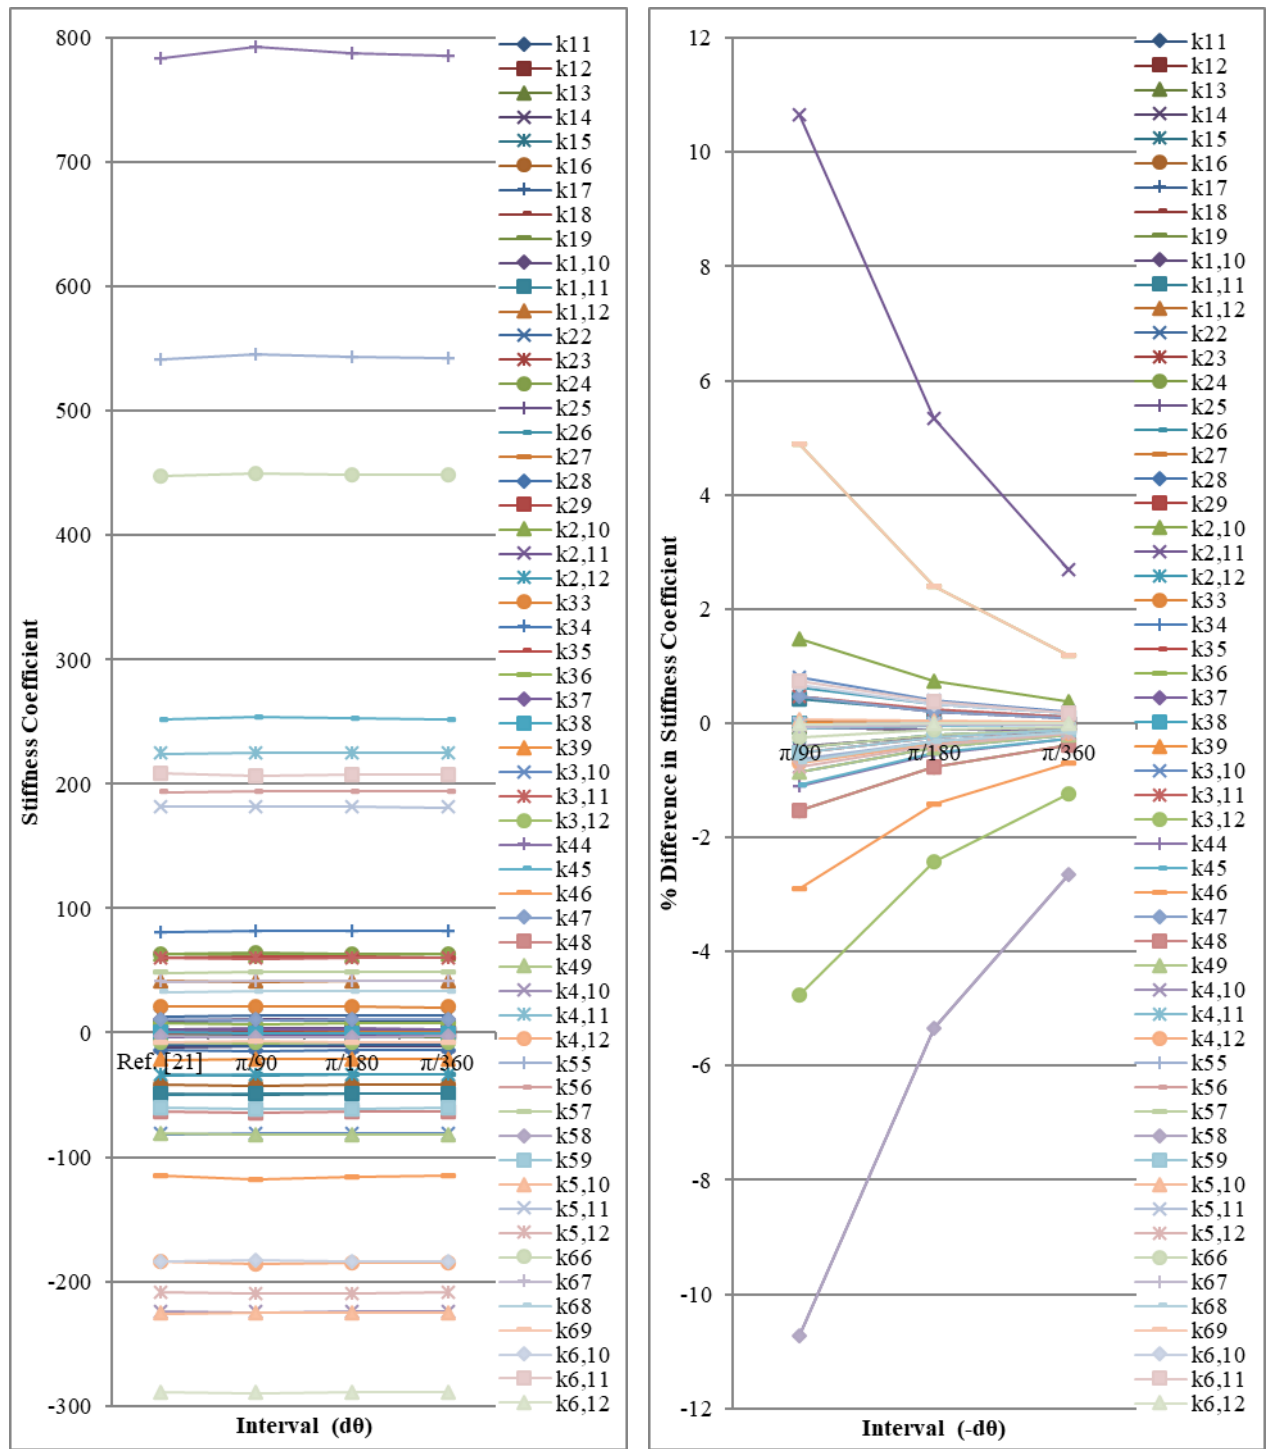 800
700
600
500
400
300
200
100
0
-100
-200
-300
Stiffness Coefficient
Ref. [21]
π/90
π/180
π/360
Interval (dθ)
k11
k12
k13
k14
k15
k16
k17
k18
k19
k1,10
k1,11
k1,12
k22
k23
k24
k25
k26
k27
k28
k29
k2,10
k2,11
k2,12
k33
k34
k35
k36
k37
k38
k39
k3,10
k3,11
k3,12
k44
k45
k46
k47
k48
k49
k4,10
k4,11
k4,12
k55
k56
k57
k58
k59
k5,10
k5,11
k5,12
k66
k67
k68
k69
k6,10
k6,11
k6,12
12
10
8
6
4
2
0
-2
-4
-6
-8
-10
-12
% Difference in Stiffness Coefficient
π/90
π/180
π/360
Interval (-dθ)
k11
k12
k13
k14
k15
k16
k17
k18
k19
k1,10
k1,11
k1,12
k22
k23
k24
k25
k26
k27
k28
k29
k2,10
k2,11
k2,12
k33
k34
k35
k36
k37
k38
k39
k3,10
k3,11
k3,12
k44
k45
k46
k47
k48
k49
k4,10
k4,11
k4,12
k55
k56
k57
k58
k59
k5,10
k5,11
k5,12
k66
k67
k68
k69
k6,10
k6,11
k6,12